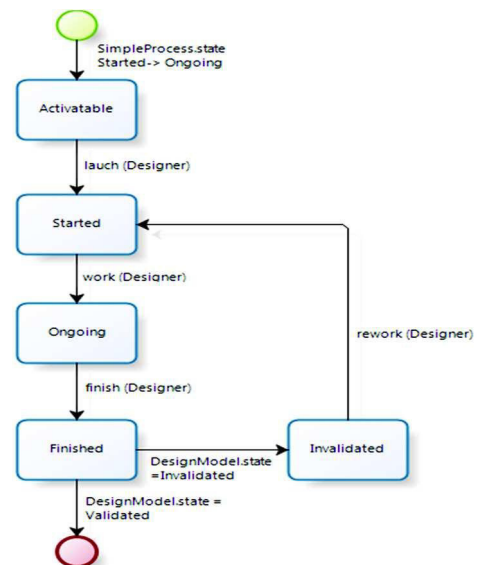 SimpleProcess.state
Started-> Ongoing
Activatable
lauch (Designer)
Started
work (Designer)
Ongoing
rework (Designer)
finish (Designer)
Finished
Invalidated
DesignModel.state
=Invalidated
DesignModel.state =
Validated